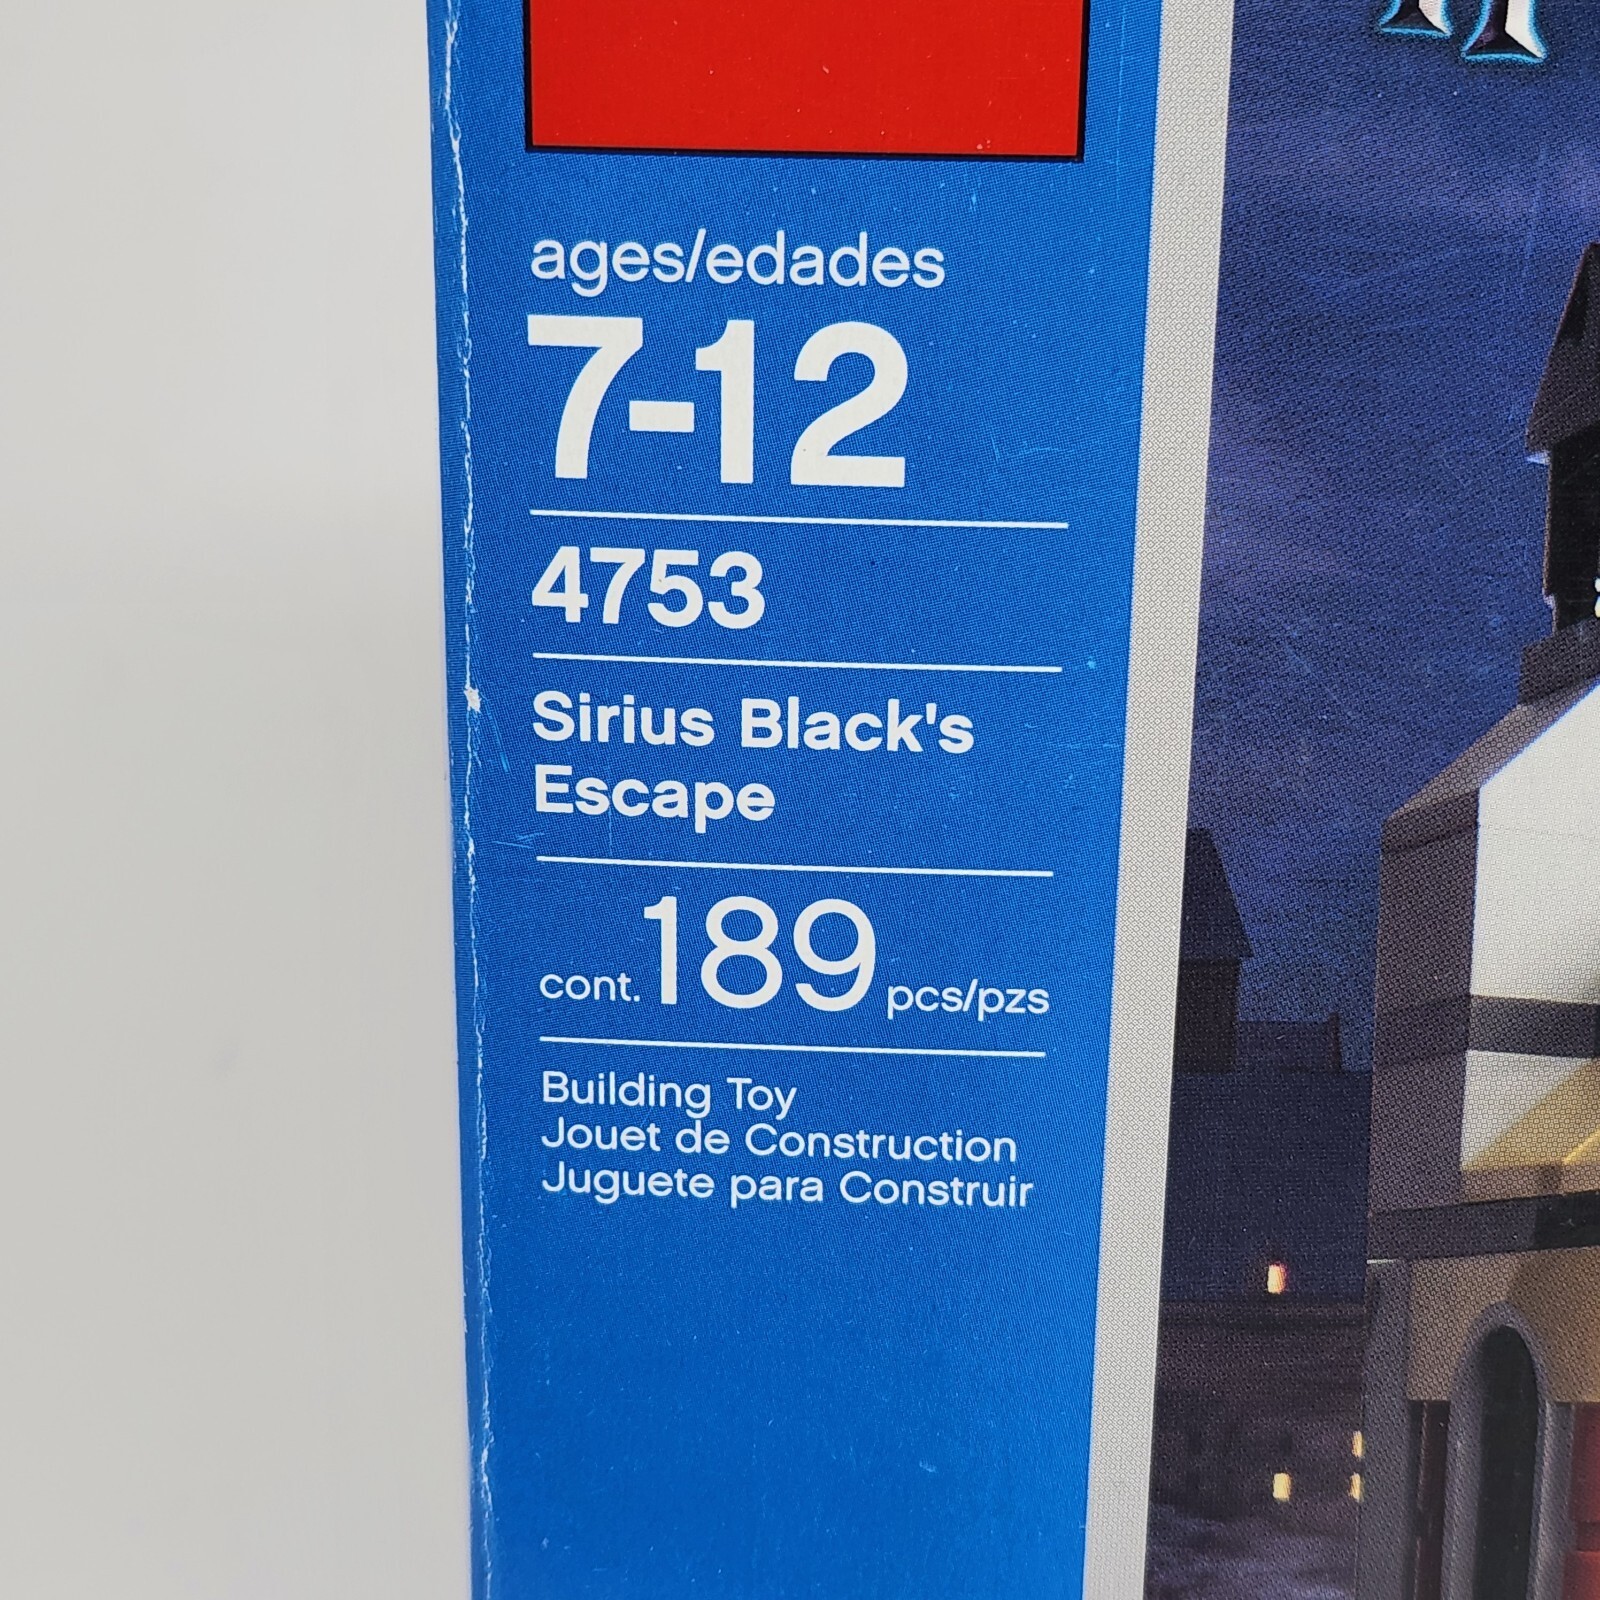 ages/edades
7-12
4753
Sirius Black's
Escape
cont. 189 pcs/pzs
Building Toy
Jouet de Construction
Juguete para Construir